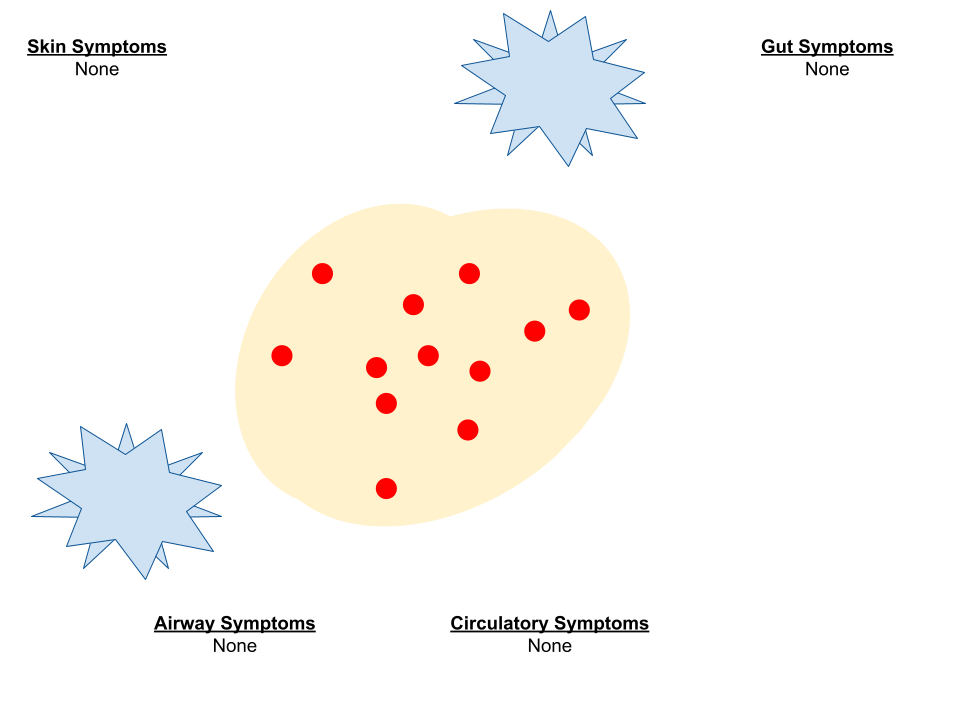 Skin Symptoms
None
Gut Symptoms
None
Airway Symptoms
None
Circulatory Symptoms
None